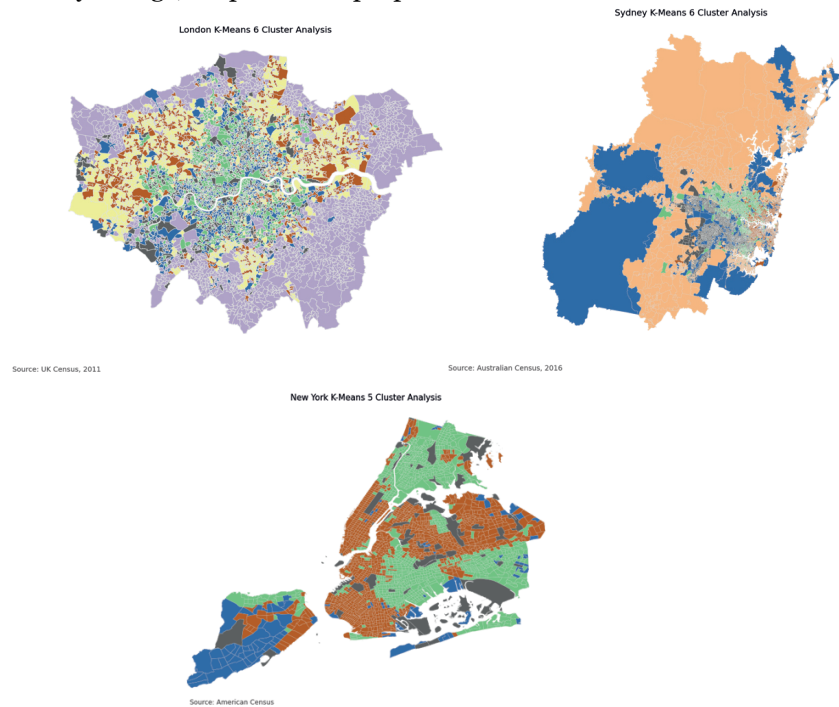 London K-Means 6 Cluster Analysis
Sydney K-Means 6 Cluster Analysis
Source: UK Census, 2011
Source: Australian Census, 2016
New York K-Means 5 Cluster Analysis
Source: American Census